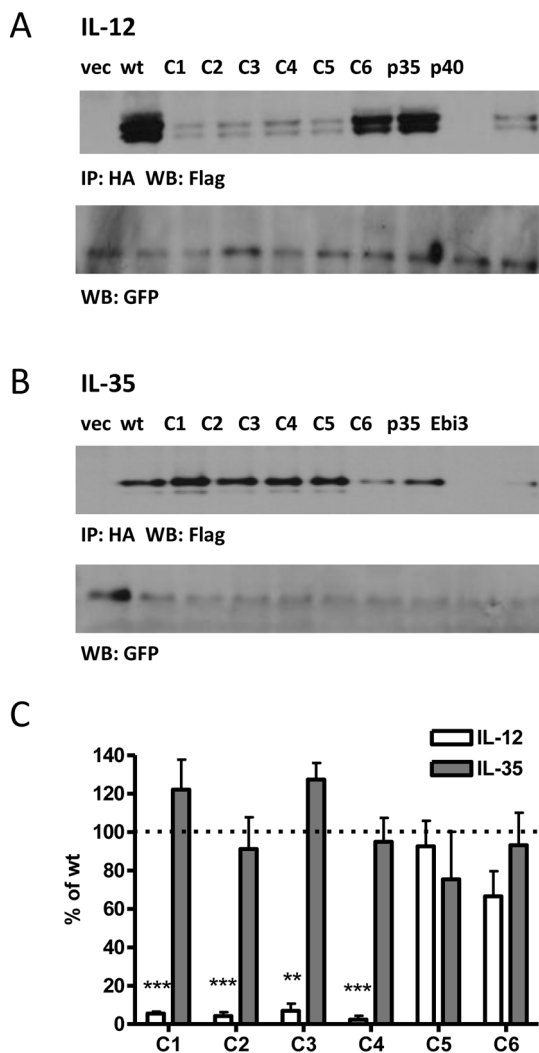 A
IL-12
vec wt C1 C2 C3 C4 C5 C6 p35 p40
IP: HA WB: Flag
WB: GFP
B
IL-35
vec wt C1 C2 C3 C4 C5 C6 p35 Ebi3
IP: HA WB: Flag
WB: GFP
C
IL-12
IL-35
% of wt
140
120
100
80
60
40
20
0
*** *** ** ***
C1 C2 C3 C4 C5 C6